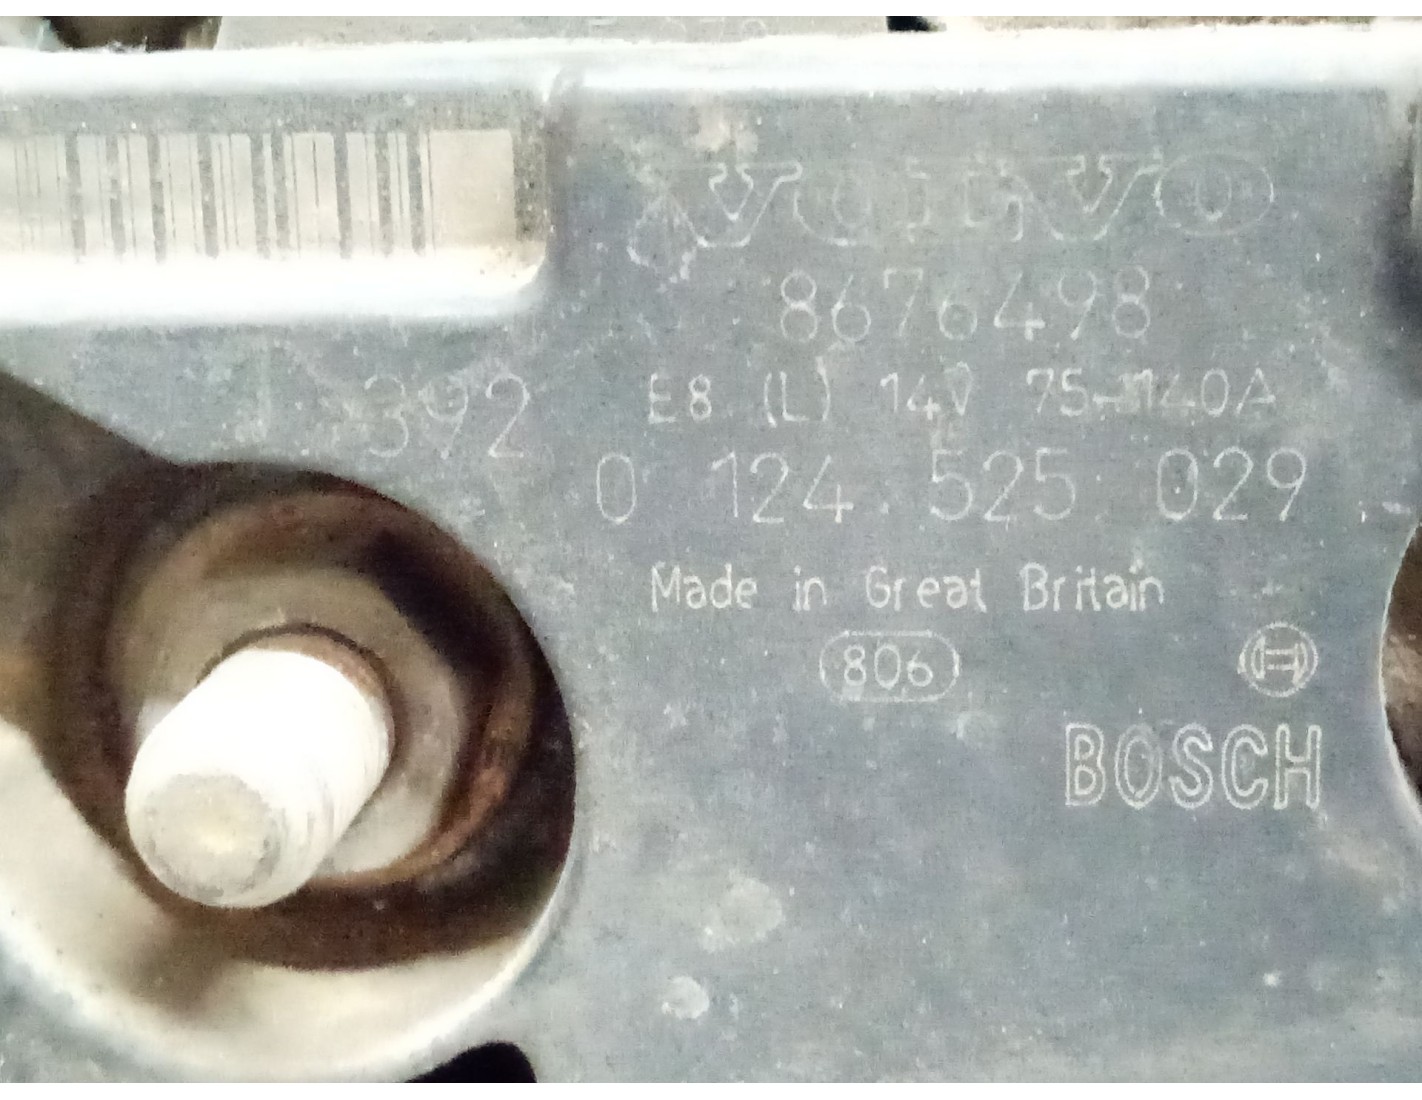 VOLVO
8676498
392
E8 (L) 14V 75-140A
0 124 525 029
Made in Great Britain
806
BOSCH